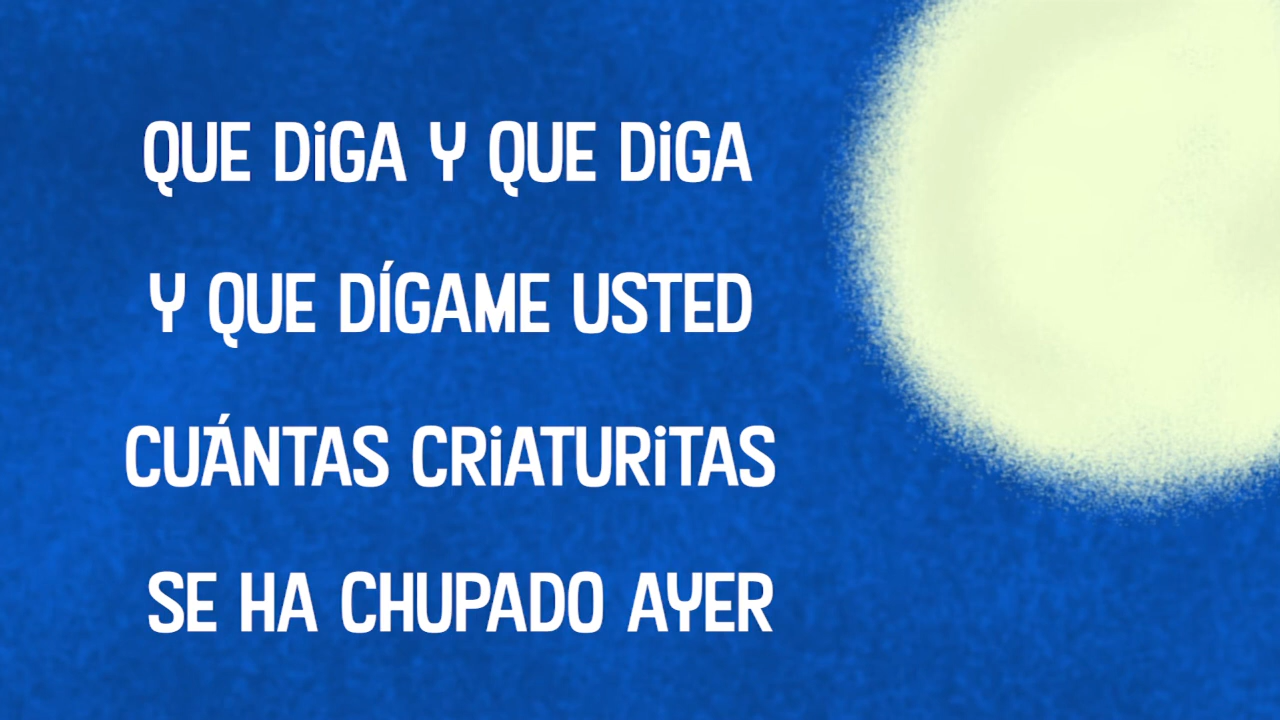 QUE DiGA Y QUE DiGA
Y QUE DÍGAME USTED
CUÁNTAS CRiATURiTAS
SE HA CHUPADO AYER